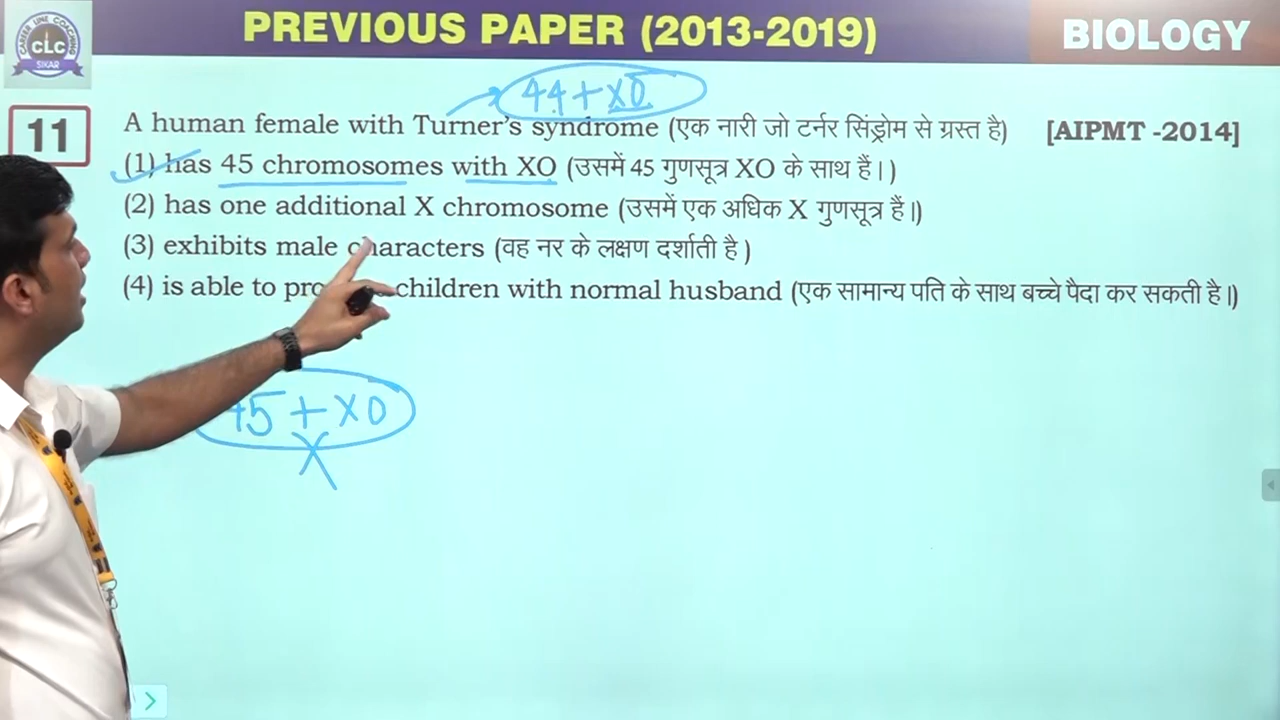 PREVIOUS PAPER (2013-2019)
BIOLOGY
CAREER LINE COACHING
CLC
SIKAR
44+XO
11
A human female with Turner's syndrome (एक नारी जो टर्नर सिंड्रोम से ग्रस्त है) [AIPMT -2014]
(1) has 45 chromosomes with XO (उसमें 45 गुणसूत्र XO के साथ हैं।)
(2) has one additional X chromosome (उसमें एक अधिक X गुणसूत्र हैं।)
(3) exhibits male characters (वह नर के लक्षण दर्शाती है )
(4) is able to children with normal husband (एक सामान्य पति के साथ बच्चे पैदा कर सकती है।)
45 + XO
X